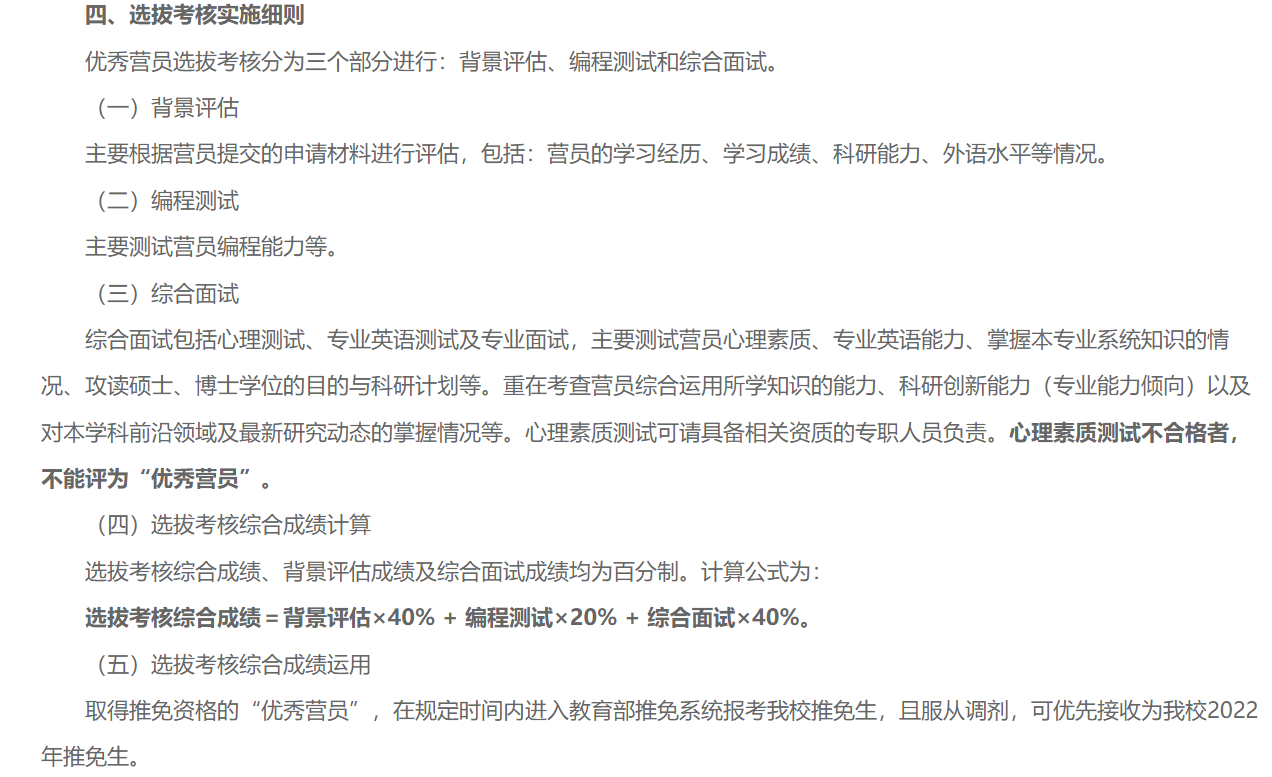 四、选拔考核实施细则
优秀营员选拔考核分为三个部分进行：背景评估、编程测试和综合面试。
（一）背景评估
主要根据营员提交的申请材料进行评估，包括：营员的学习经历、学习成绩、科研能力、外语水平等情况。
（二）编程测试
主要测试营员编程能力等。
（三）综合面试
综合面试包括心理测试、专业英语测试及专业面试，主要测试营员心理素质、专业英语能力、掌握本专业系统知识的情
况、攻读硕士、博士学位的目的与科研计划等。重在考查营员综合运用所学知识的能力、科研创新能力（专业能力倾向）以及
对本学科前沿领域及最新研究动态的掌握情况等。心理素质测试可请具备相关资质的专职人员负责。心理素质测试不合格者，
不能评为“优秀营员”。
（四）选拔考核综合成绩计算
选拔考核综合成绩、背景评估成绩及综合面试成绩均为百分制。计算公式为：
选拔考核综合成绩＝背景评估×40% + 编程测试×20% + 综合面试×40%。
（五）选拔考核综合成绩运用
取得推免资格的“优秀营员”，在规定时间内进入教育部推免系统报考我校推免生，且服从调剂，可优先接收为我校2022
年推免生。